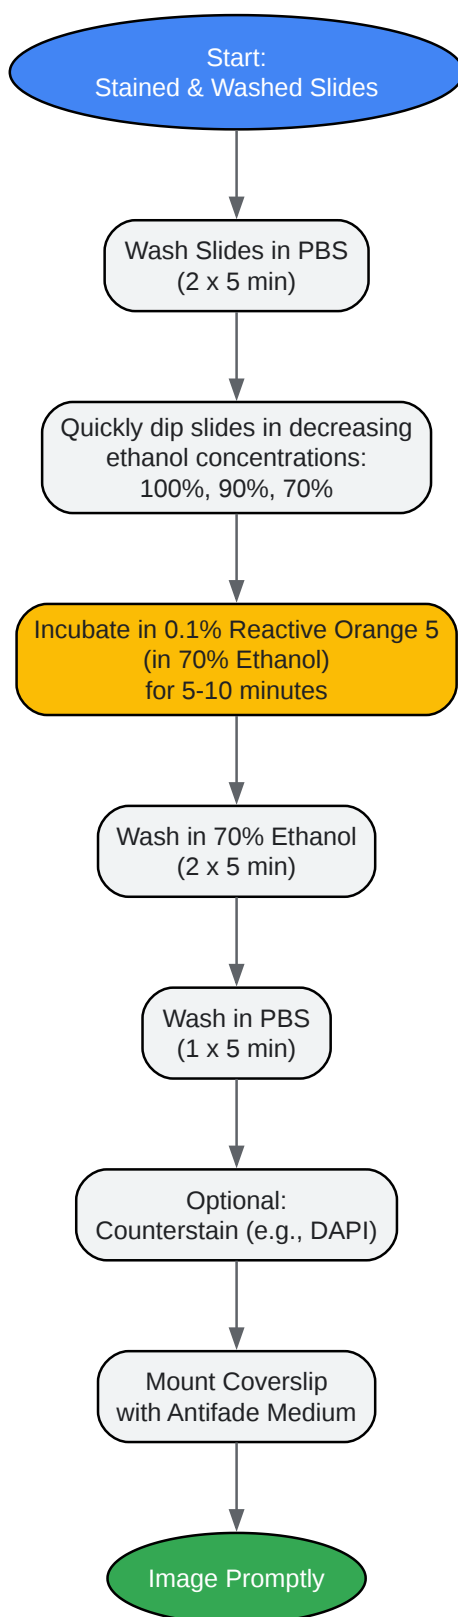 Start:
Stained & Washed Slides
Wash Slides in PBS
(2 x 5 min)
Quickly dip slides in decreasing
ethanol concentrations:
100%, 90%, 70%
Incubate in 0.1% Reactive Orange 5
(in 70% Ethanol)
for 5-10 minutes
Wash in 70% Ethanol
(2 x 5 min)
Wash in PBS
(1 x 5 min)
Optional:
Counterstain (e.g., DAPI)
Mount Coverslip
with Antifade Medium
Image Promptly